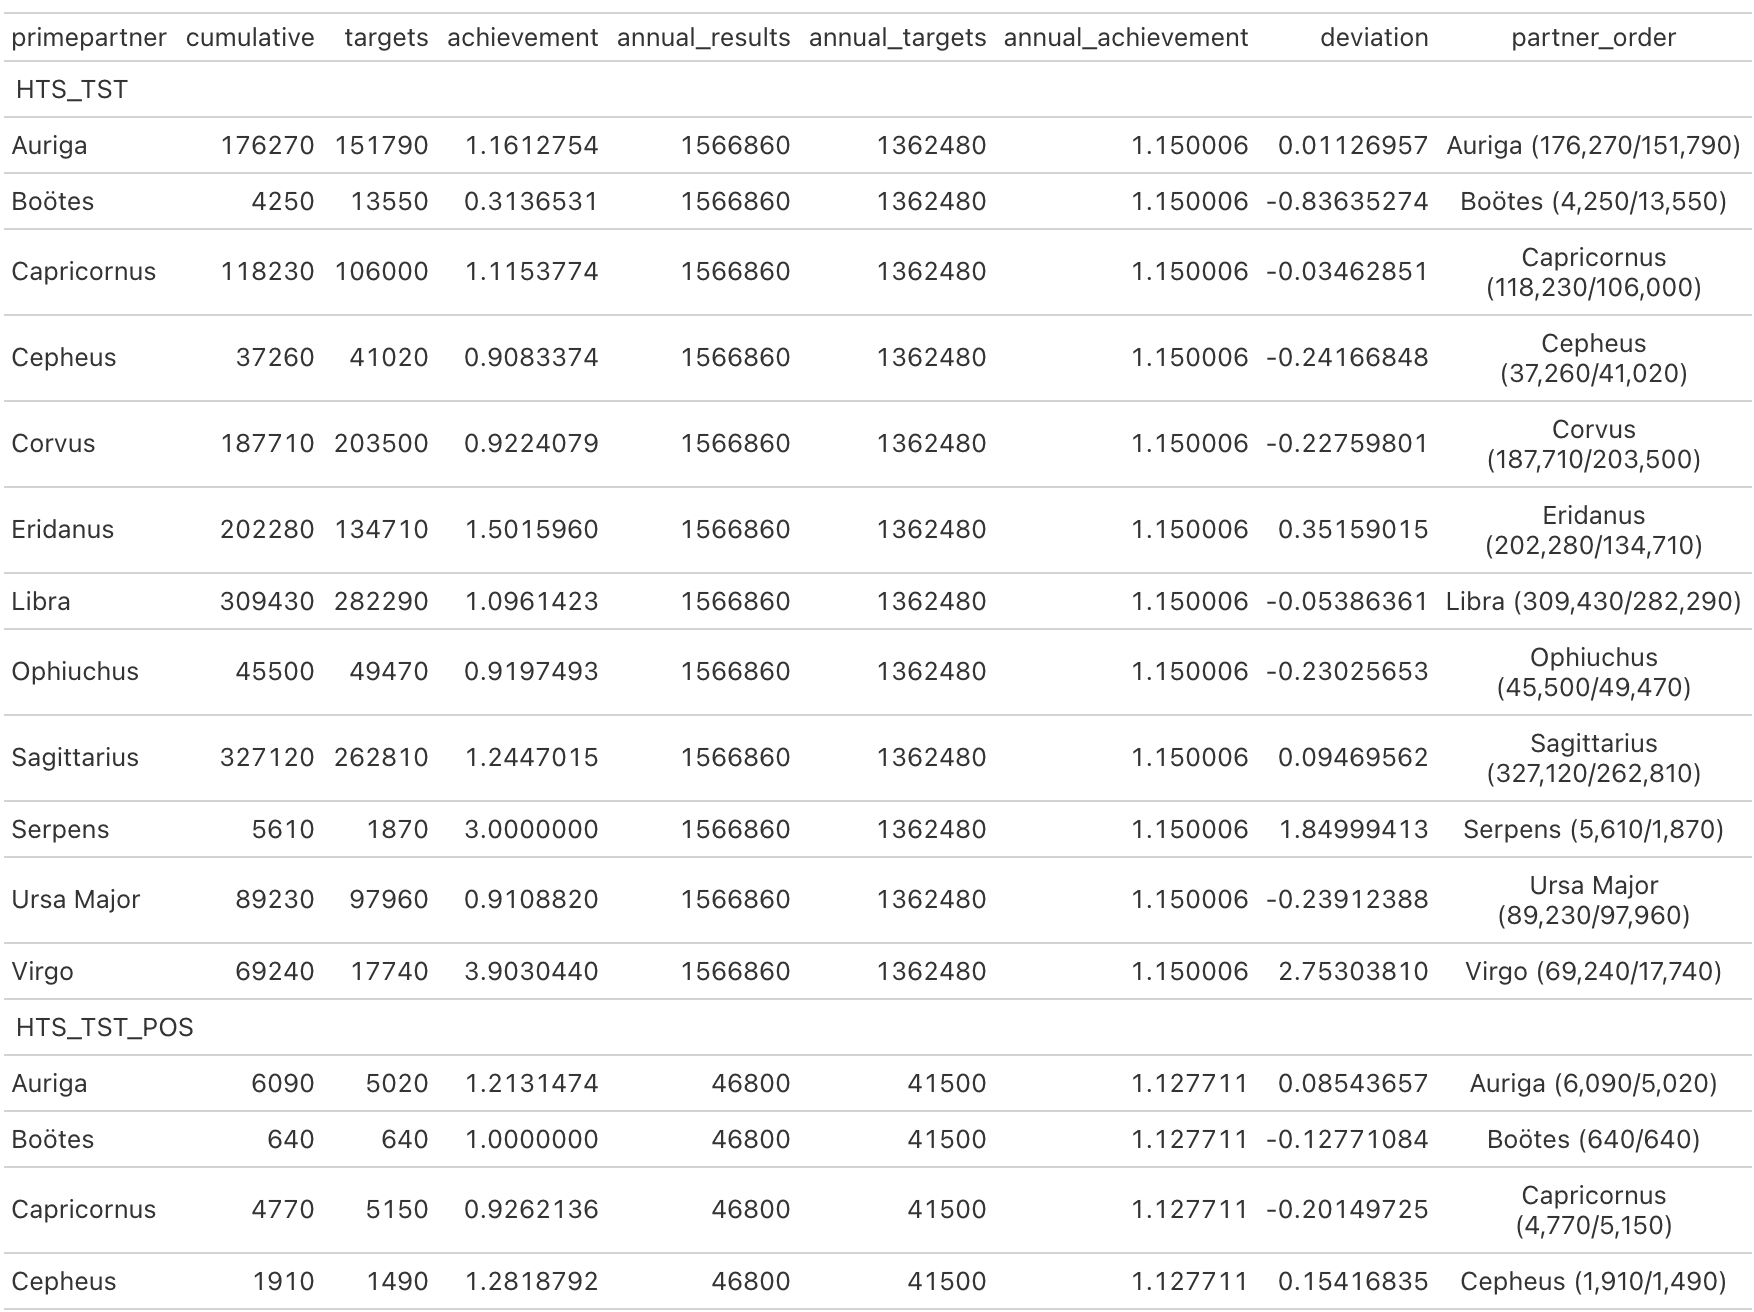 primepartner cumulative targets achievement annual_results annual_targets annual_achievement deviation partner_order
HTS_TST
Auriga 176270 151790 1.1612754 1566860 1362480 1.150006 0.01126957 Auriga (176,270/151,790)
Boötes 4250 13550 0.3136531 1566860 1362480 1.150006 -0.83635274 Boötes (4,250/13,550)
Capricornus 118230 106000 1.1153774 1566860 1362480 1.150006 -0.03462851 Capricornus
(118,230/106,000)
Cepheus 37260 41020 0.9083374 1566860 1362480 1.150006 -0.24166848 Cepheus
(37,260/41,020)
Corvus 187710 203500 0.9224079 1566860 1362480 1.150006 -0.22759801 Corvus
(187,710/203,500)
Eridanus 202280 134710 1.5015960 1566860 1362480 1.150006 0.35159015 Eridanus
(202,280/134,710)
Libra 309430 282290 1.0961423 1566860 1362480 1.150006 -0.05386361 Libra (309,430/282,290)
Ophiuchus 45500 49470 0.9197493 1566860 1362480 1.150006 -0.23025653 Ophiuchus
(45,500/49,470)
Sagittarius 327120 262810 1.2447015 1566860 1362480 1.150006 0.09469562 Sagittarius
(327,120/262,810)
Serpens 5610 1870 3.0000000 1566860 1362480 1.150006 1.84999413 Serpens (5,610/1,870)
Ursa Major 89230 97960 0.9108820 1566860 1362480 1.150006 -0.23912388 Ursa Major
(89,230/97,960)
Virgo 69240 17740 3.9030440 1566860 1362480 1.150006 2.75303810 Virgo (69,240/17,740)
HTS_TST_POS
Auriga 6090 5020 1.2131474 46800 41500 1.127711 0.08543657 Auriga (6,090/5,020)
Boötes 640 640 1.0000000 46800 41500 1.127711 -0.12771084 Boötes (640/640)
Capricornus 4770 5150 0.9262136 46800 41500 1.127711 -0.20149725 Capricornus
(4,770/5,150)
Cepheus 1910 1490 1.2818792 46800 41500 1.127711 0.15416835 Cepheus (1,910/1,490)